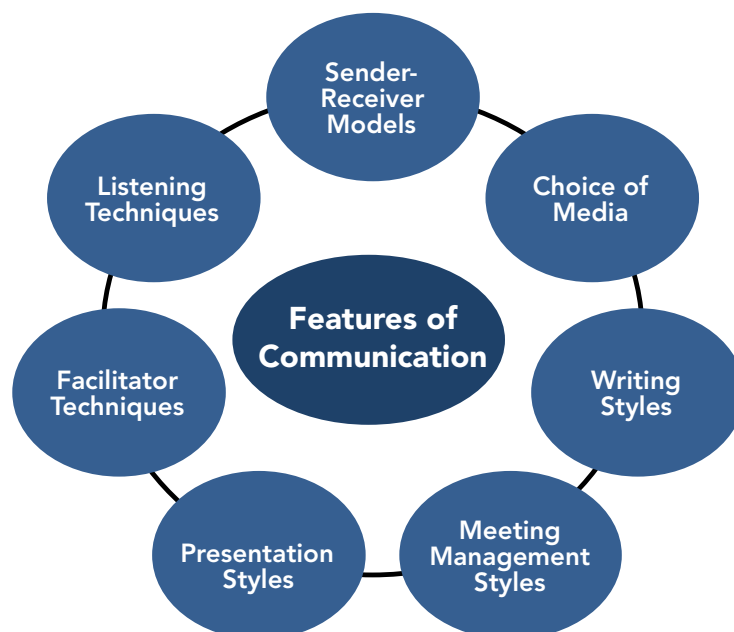 Sender-
Receiver
Models
Choice of
Media
Writing
Styles
Meeting
Management
Styles
Presentation
Styles
Facilitator
Techniques
Listening
Techniques
Features of
Communication